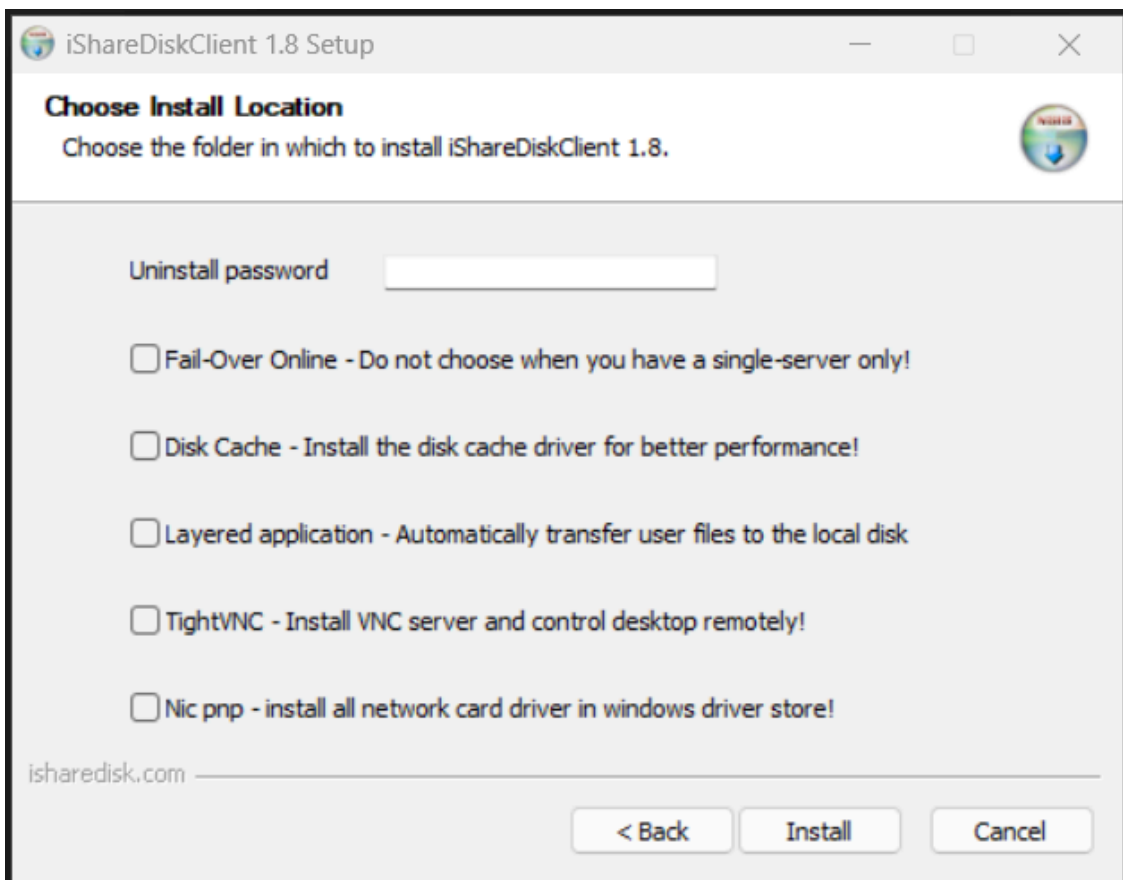 iShareDiskClient 1.8 Setup
Choose Install Location
Choose the folder in which to install iShareDiskClient 1.8.
Uninstall password
Fail-Over Online - Do not choose when you have a single-server only!
Disk Cache - Install the disk cache driver for better performance!
Layered application - Automatically transfer user files to the local disk
TightVNC - Install VNC server and control desktop remotely!
Nic pnp - install all network card driver in windows driver store!
isharedisk.com
< Back
Install
Cancel